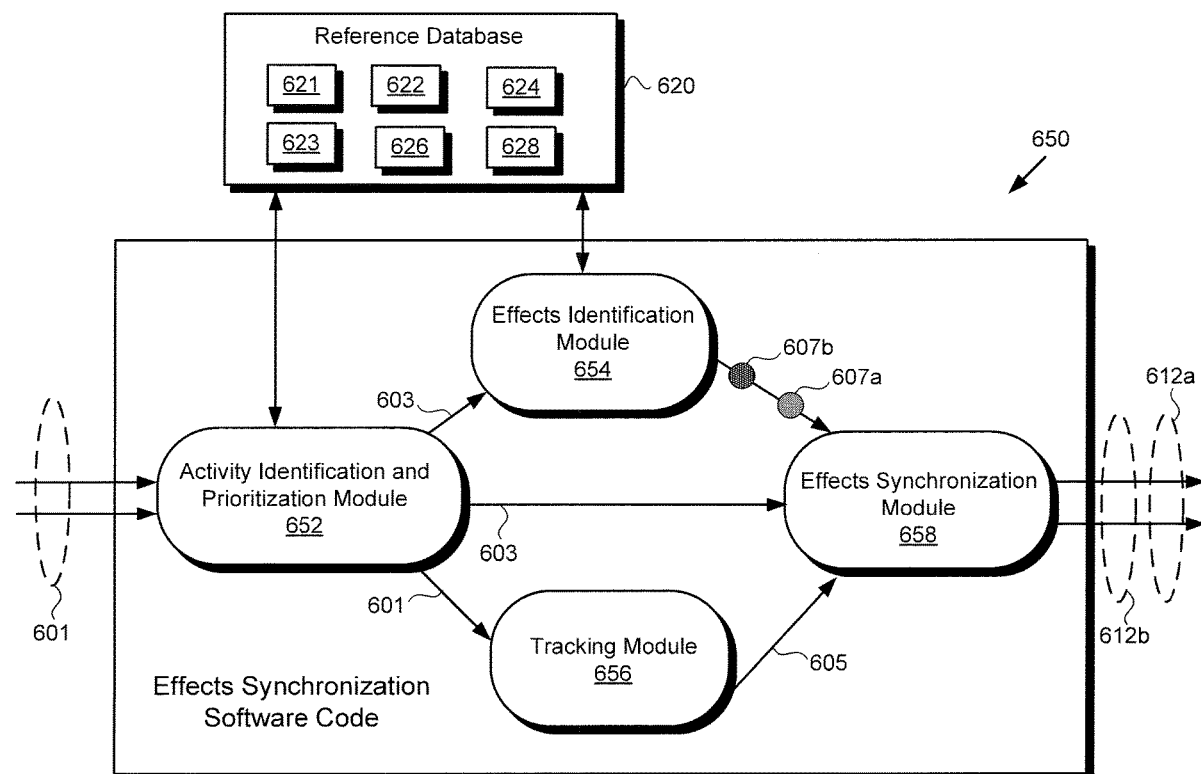 Reference Database
621
622
624
623
626
628
620
650
Effects Identification
Module
654
607b
607a
603
612a
Activity Identification and
Prioritization Module
652
Effects Synchronization
Module
658
603
601
601
612b
Tracking Module
656
605
Effects Synchronization
Software Code